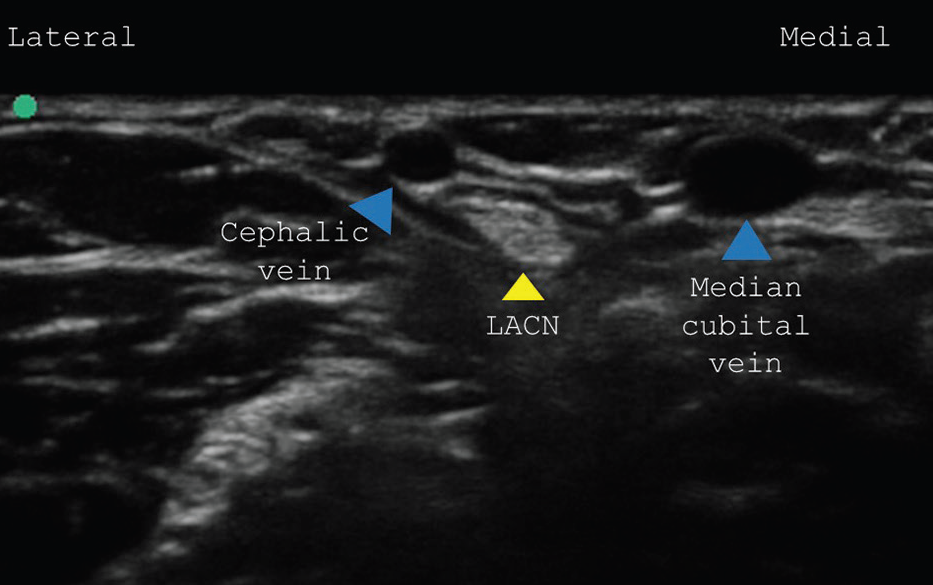 Lateral
Medial
Cephalic
vein
LACN
Median
cubital
vein